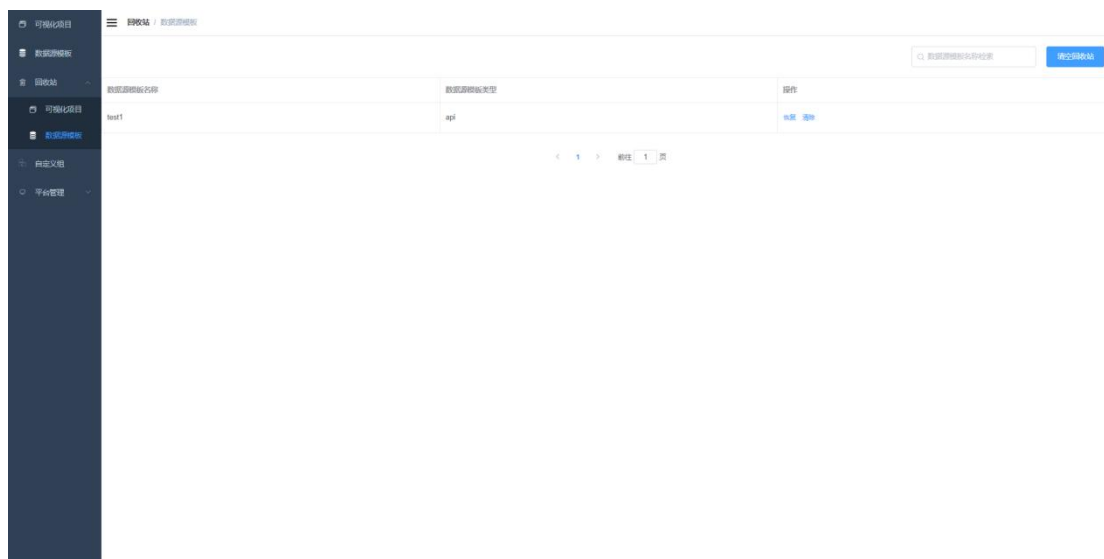 可视化项目
数据源模板
回收站
可视化项目
数据源模板
自定义组
平台管理
回收站 / 数据源模板
数据源模板名称检索
清空回收站
数据源模板名称 数据源模板类型 操作
test1 api 恢复 清除
< 1 > 前往 1 页